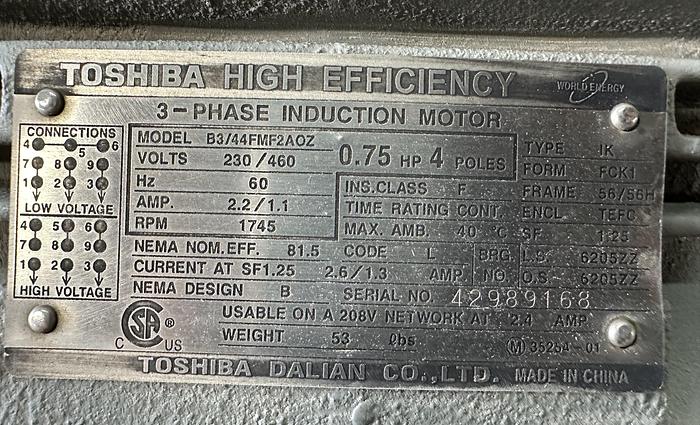 TOSHIBA HIGH EFFICIENCY WORLD ENERGY
3-PHASE INDUCTION MOTOR
CONNECTIONS
4 5 6
7 8 9
1 2 3
LOW VOLTAGE
4 5 6
7 8 9
1 2 3
HIGH VOLTAGE
MODEL B3/44FMF2AOZ
VOLTS 230/460
Hz 60
AMP. 2.2/1.1
RPM 1745
0.75 HP 4 POLES
TYPE IK
FORM FCK1
INS.CLASS F FRAME 56/56H
TIME RATING CONT. ENCL TEFC
MAX. AMB. 40 °C SF 1.25
NEMA NOM.EFF. 81.5 CODE L BRG. L.S. 6205ZZ
CURRENT AT SF1.25 2.6/1.3 AMP NO. O.S. 6205ZZ
NEMA DESIGN B SERIAL NO. 42989168
USABLE ON A 208V NETWORK AT 2.4 AMP
C SA ® US
WEIGHT 53 lbs
M 35254-01
TOSHIBA DALIAN CO.,LTD. MADE IN CHINA